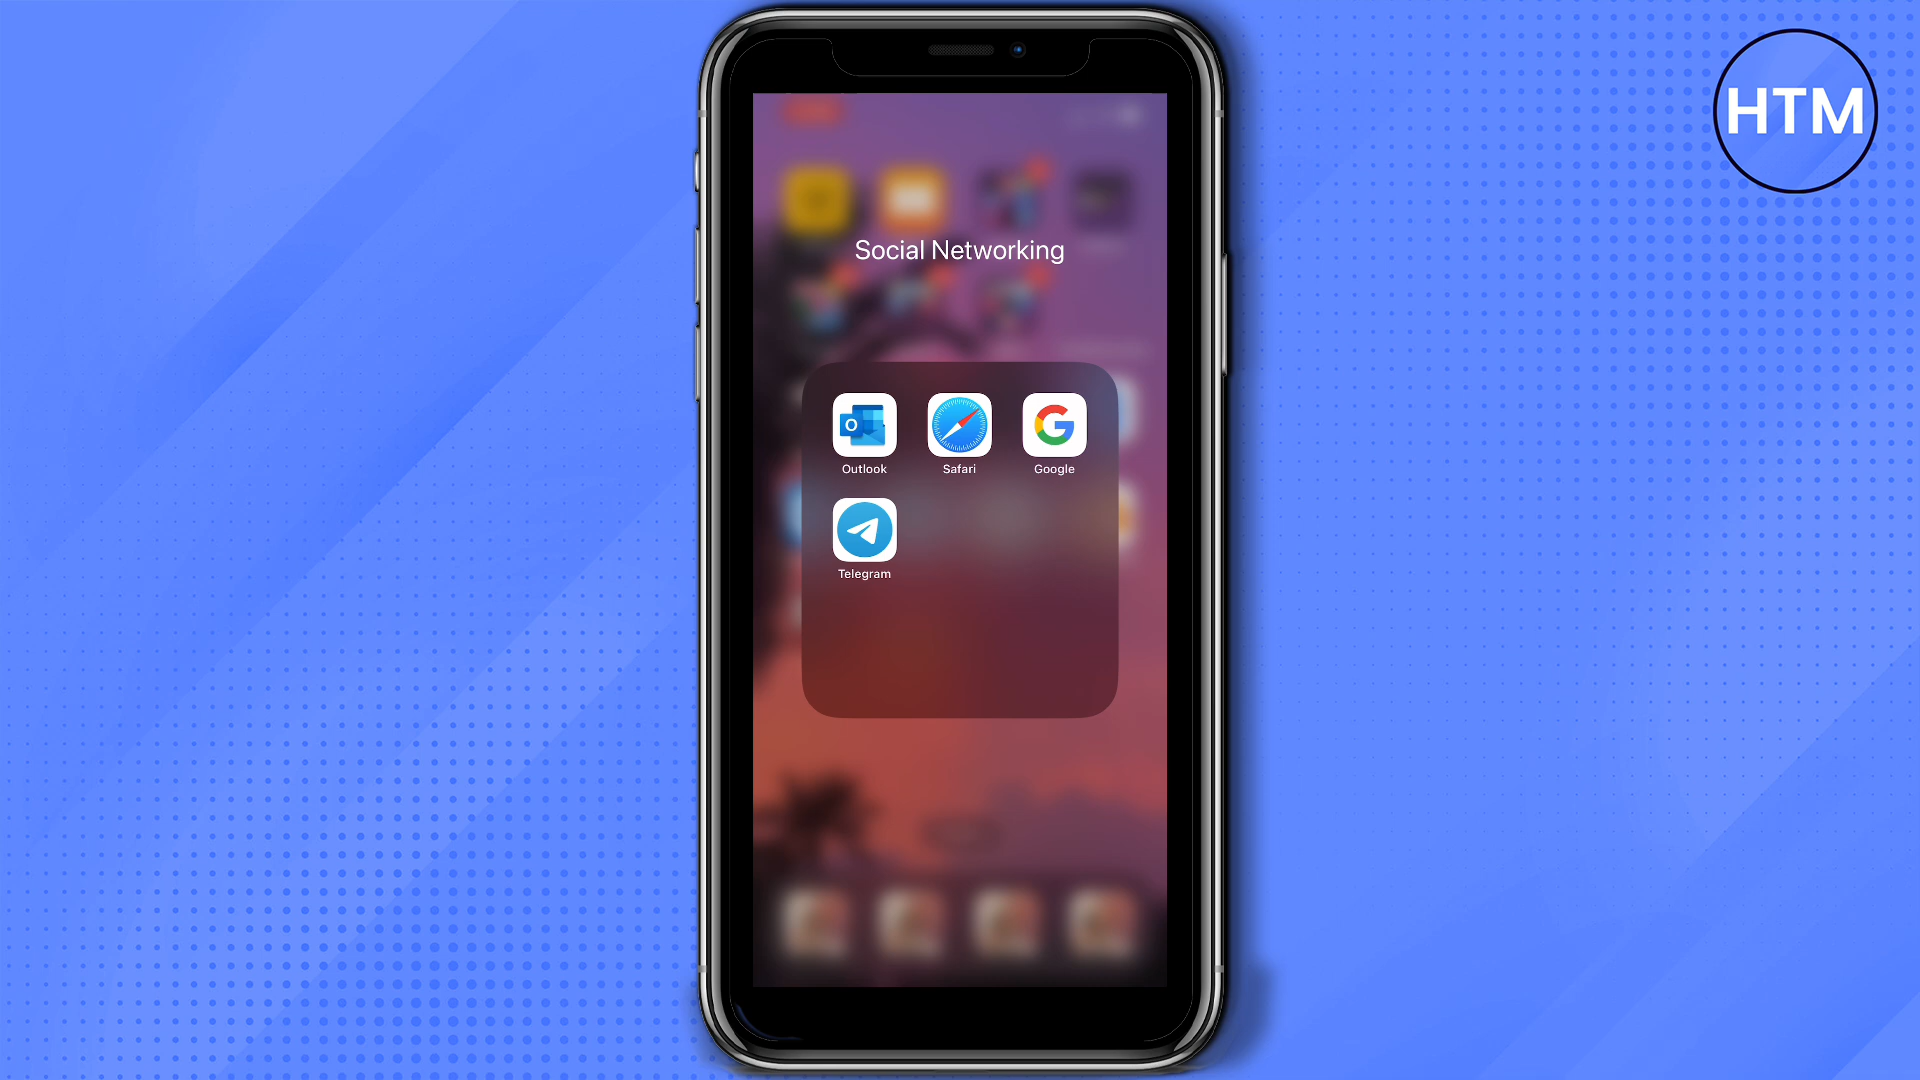 HTM
Social Networking
Outlook
Safari
Google
Telegram